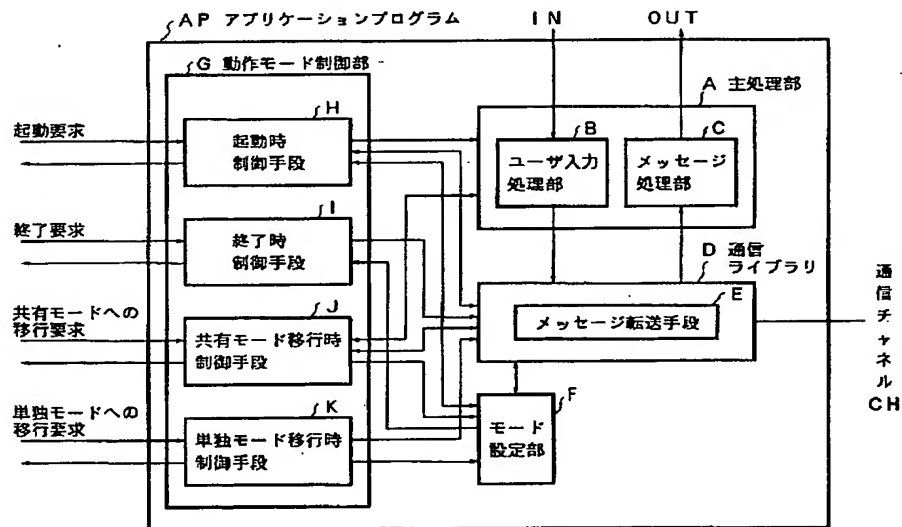 AP アプリケーションプログラム
IN
OUT
G 動作モード制御部
A 主処理部
H
起動要求
起動時
制御手段
B
ユーザ入力
処理部
C
メッセージ
処理部
I
終了要求
終了時
制御手段
D 通信
ライブラリ
E
メッセージ転送手段
共有モードへの
移行要求
J
共有モード移行時
制御手段
通信チャネルCH
単独モードへの
移行要求
K
単独モード移行時
制御手段
F
モード
設定部